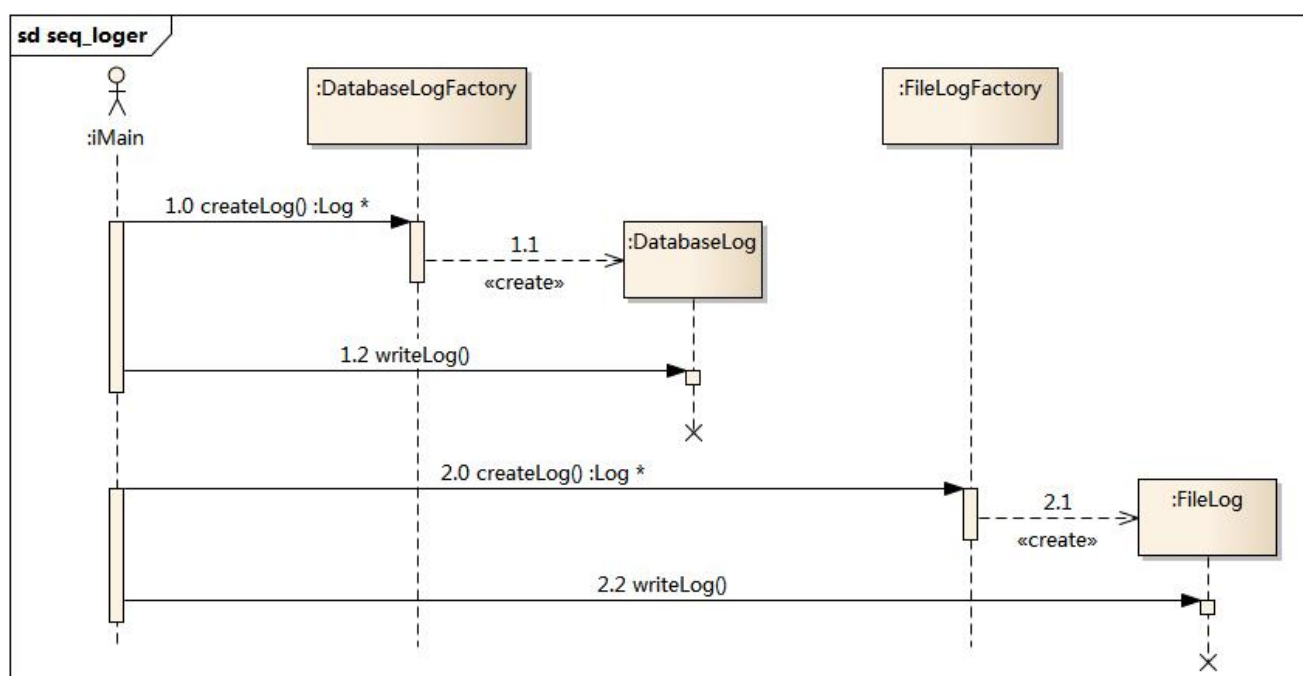 sd seq_loger
:iMain
:DatabaseLogFactory
:FileLogFactory
1.0 createLog() :Log *
1.1
«create»
:DatabaseLog
1.2 writeLog()
2.0 createLog() :Log *
2.1
«create»
:FileLog
2.2 writeLog()